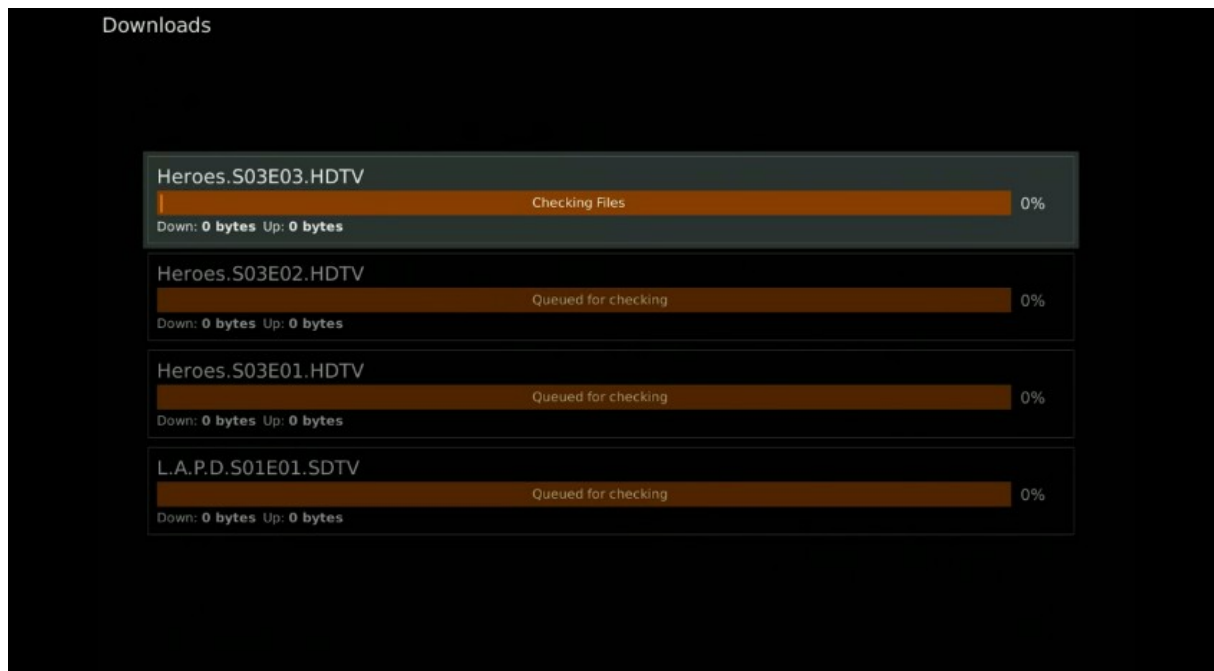 Downloads
Heroes.S03E03.HDTV
Checking Files 0%
Down: 0 bytes Up: 0 bytes
Heroes.S03E02.HDTV
Queued for checking 0%
Down: 0 bytes Up: 0 bytes
Heroes.S03E01.HDTV
Queued for checking 0%
Down: 0 bytes Up: 0 bytes
L.A.P.D.S01E01.SDTV
Queued for checking 0%
Down: 0 bytes Up: 0 bytes